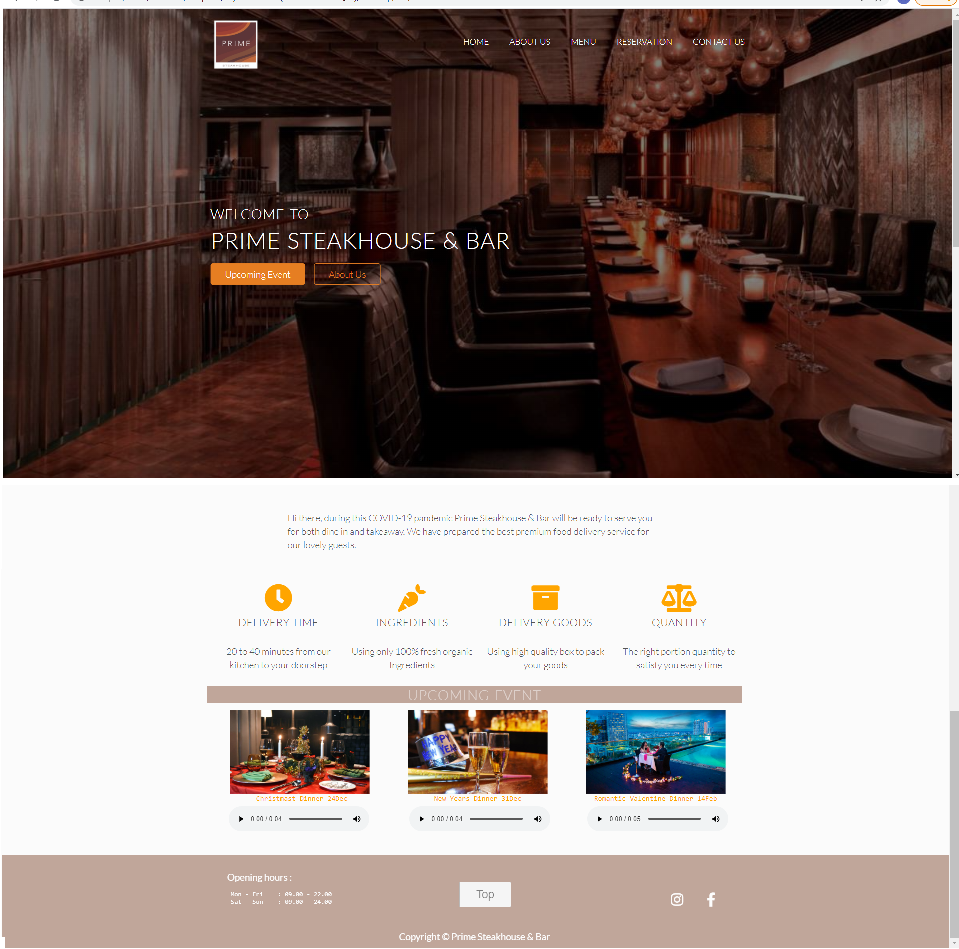 PRIME
HOME ABOUT US MENU RESERVATION CONTACT US
WELCOME TO
PRIME STEAKHOUSE & BAR
Upcoming Event About Us
Hi there, during this COVID-19 pandemic Prime Steakhouse & Bar will be ready to serve you
for both dine in and takeaway. We have prepared the best premium food delivery service for
our lovely guests.
DELIVERY TIME INGREDIENTS DELIVERY GOODS QUANTITY
20 to 40 minutes from our Using only 100% fresh organic Using high quality box to pack The right portion quantity to
kitchen to your doorstep Ingredients your goods satisfy you every time
UPCOMING EVENT
HAPPY
NEW YEAR
Christmast Dinner 24Dec New Years Dinner 31Dec Romantic Valentine Dinner 14Feb
0:00 / 0:04 0:00 / 0:04 0:00 / 0:05
Opening hours :
Mon - Fri : 09.00 - 22.00
Sat - Sun : 09.00 - 24.00
Top
Copyright © Prime Steakhouse & Bar